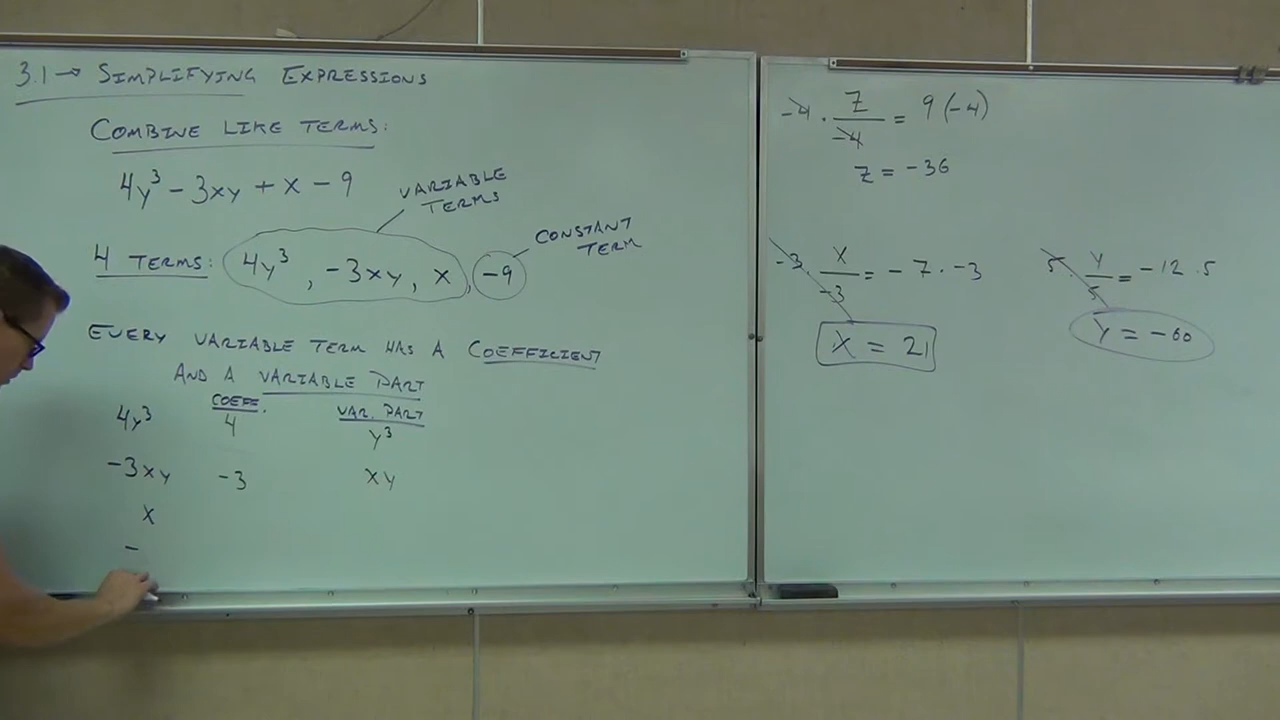 3.1 → SIMPLIFYING EXPRESSIONS
COMBINE LIKE TERMS:
4y³ - 3xy + x - 9
VARIABLE
TERMS
CONSTANT
TERM
4 TERMS: 4y³, -3xy, x, -9
EVERY VARIABLE TERM HAS A COEFFICIENT
AND A VARIABLE PART
COEFF. VAR. PART
4y³ 4 y³
-3xy -3 xy
x
-
-4 · z/-4 = 9(-4)
z = -36
-3 · x/-3 = -7 · -3
x = 21
5 · y/5 = -12 · 5
y = -60